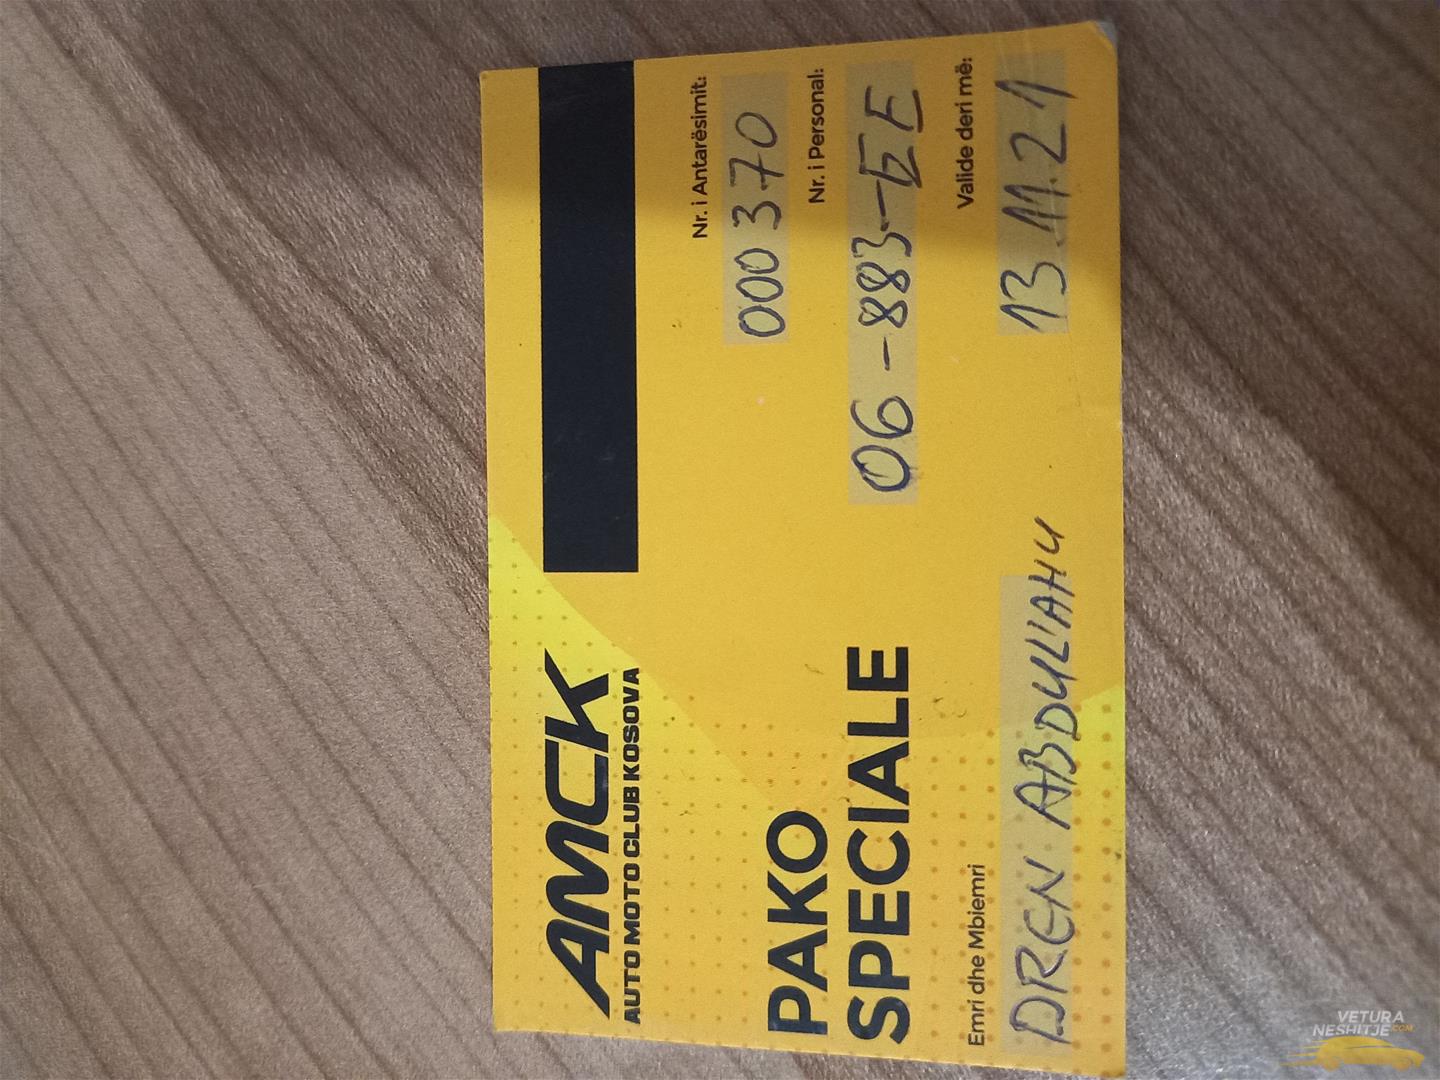 AMCK
AUTO MOTO CLUB KOSOVA
Nr. i Antarësimit:
000370
PAKO
SPECIALE
Nr. i Personal:
06-883-EE
Emri dhe Mbiemri
DREN ABDULLAHU
Valide deri më:
13.11.21
VETURA
NESHITJE.COM